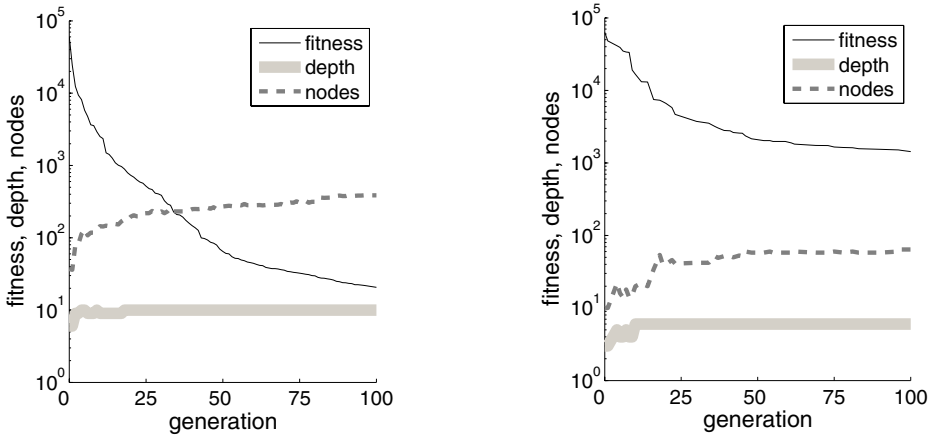 fitness, depth, nodes
10^5
10^4
10^3
10^2
10^1
10^0
0 25 50 75 100
generation
fitness
depth
nodes
fitness, depth, nodes
10^5
10^4
10^3
10^2
10^1
10^0
0 25 50 75 100
generation
fitness
depth
nodes